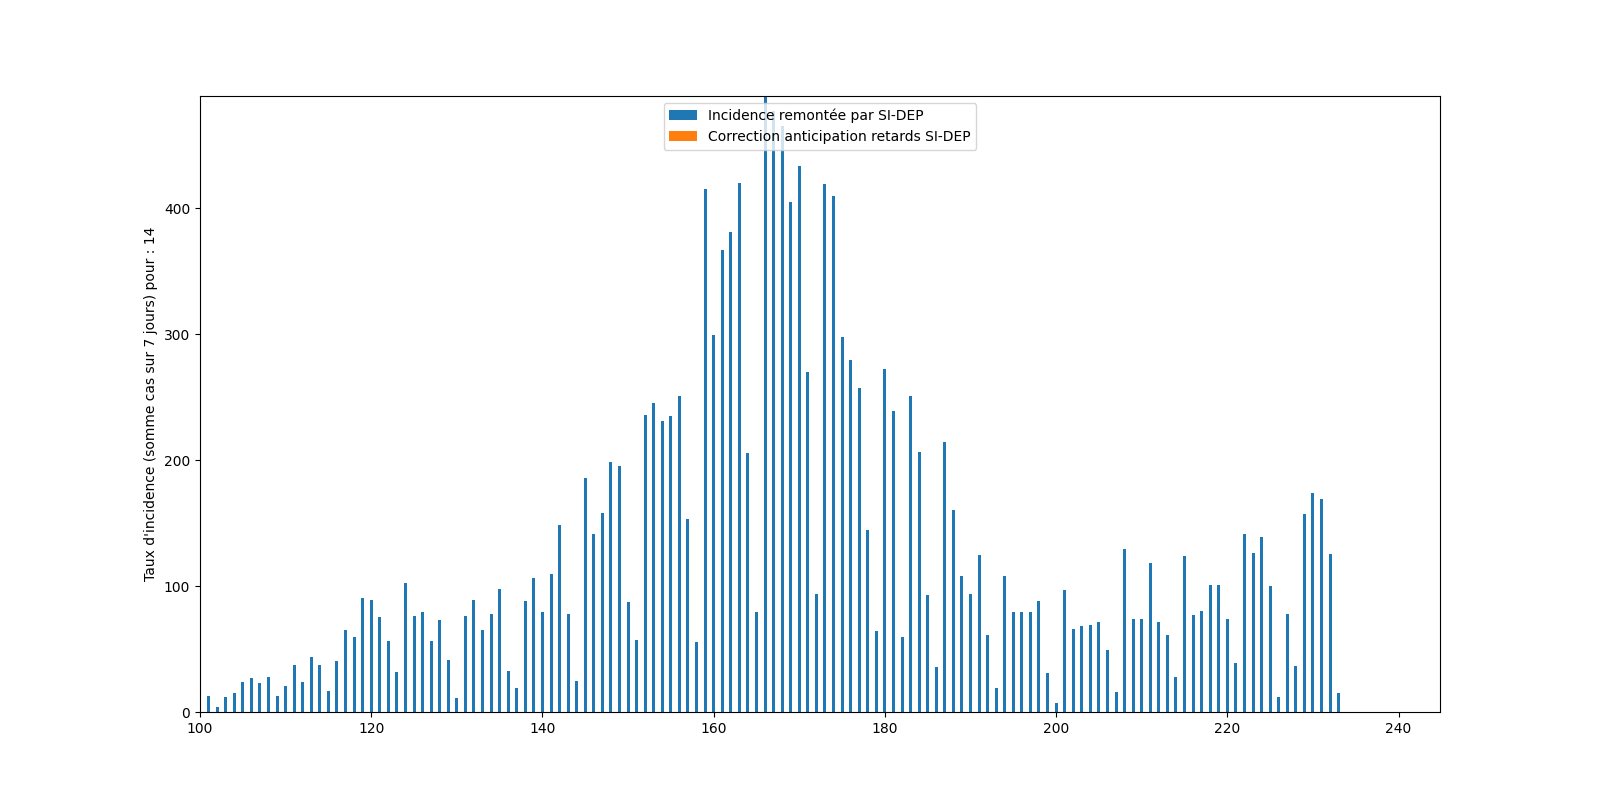 Incidence remontée par SI-DEP
Correction anticipation retards SI-DEP
Taux d'incidence (somme cas sur 7 jours) pour : 14
400
300
200
100
0
100 120 140 160 180 200 220 240